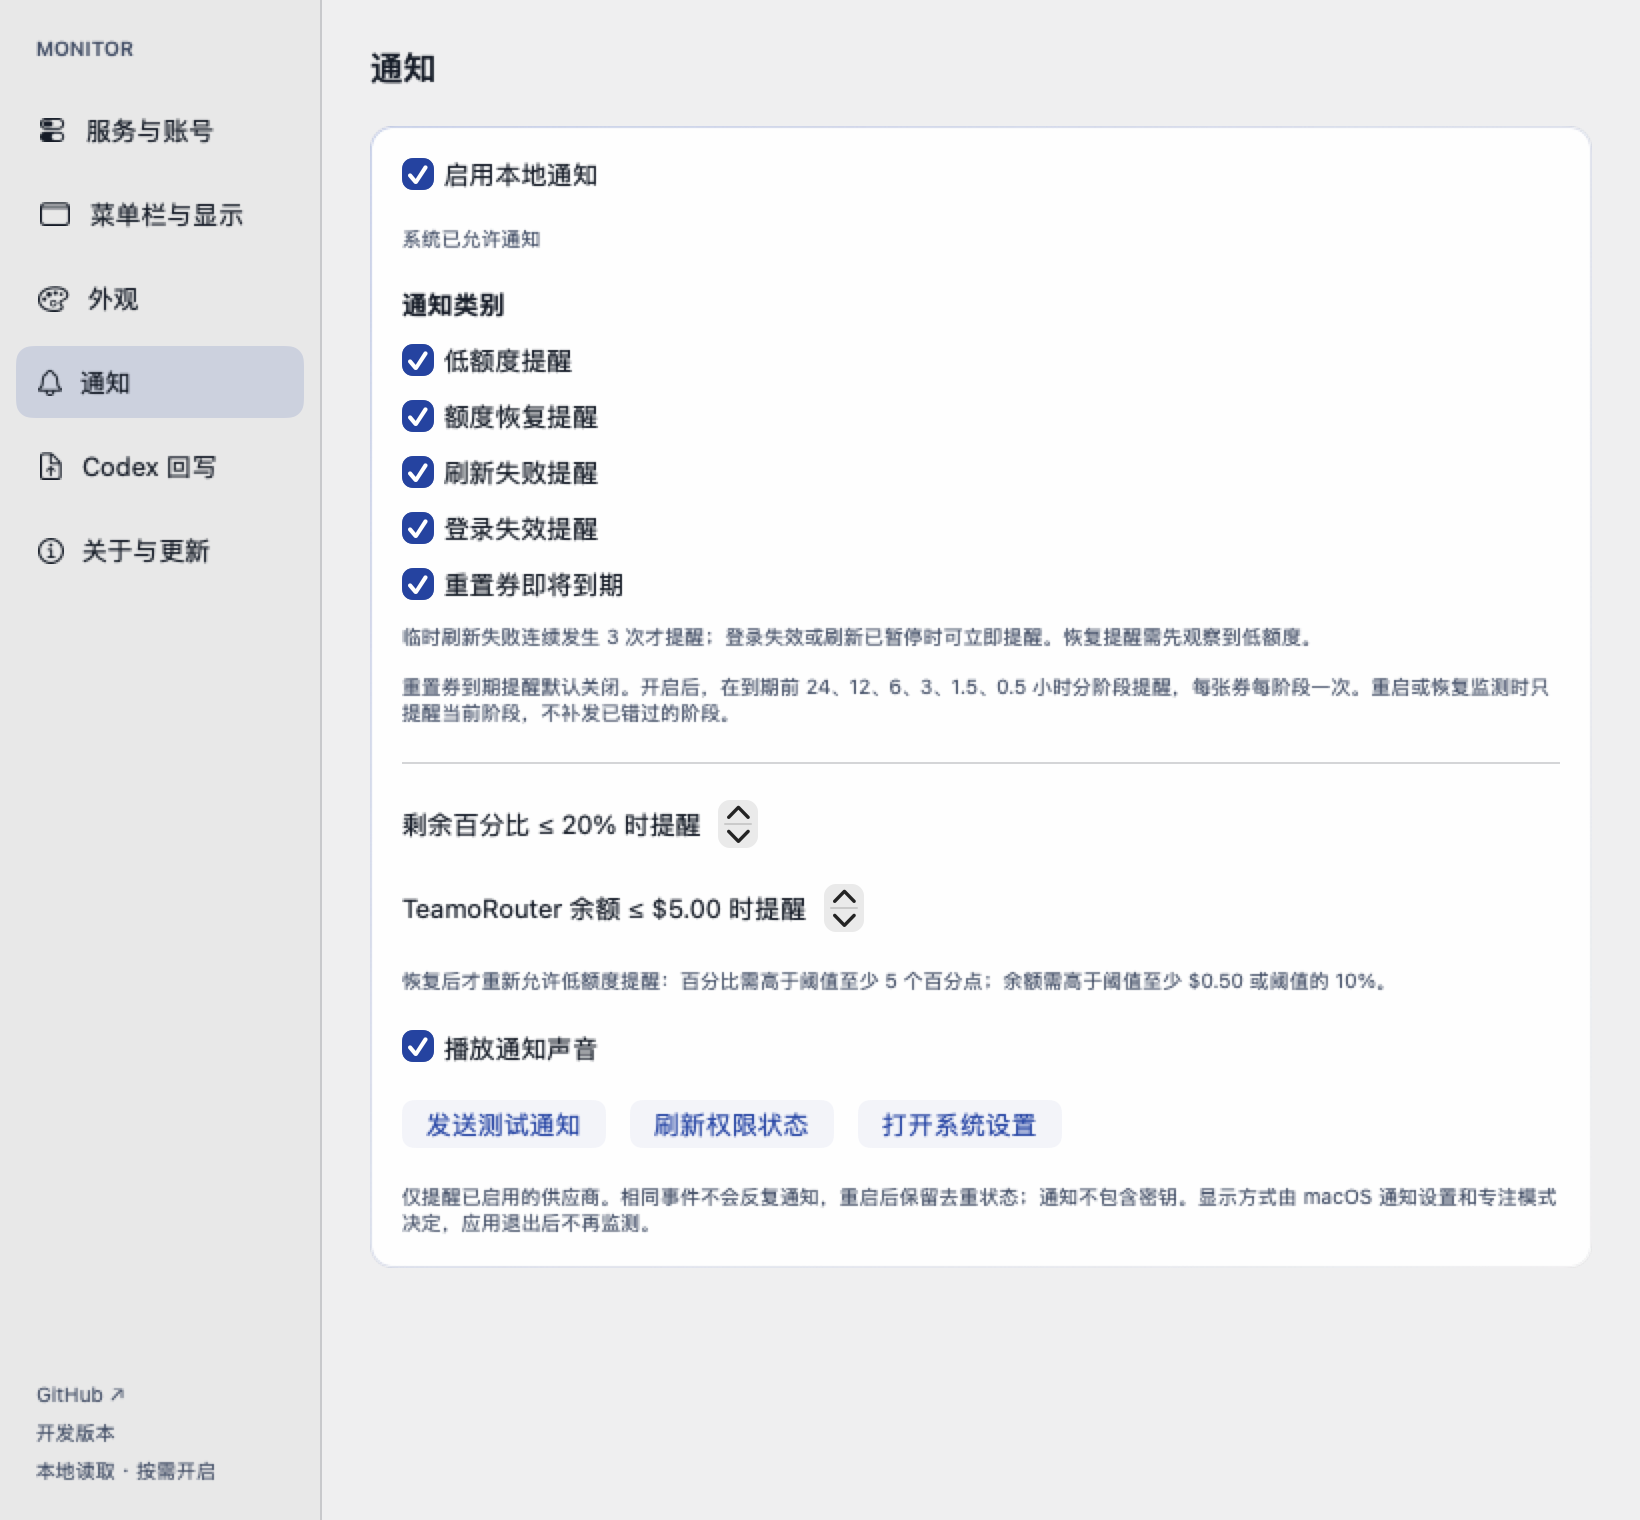 MONITOR
服务与账号
菜单栏与显示
外观
通知
Codex 回写
关于与更新
GitHub ↗
开发版本
本地读取 · 按需开启
通知
启用本地通知
系统已允许通知
通知类别
低额度提醒
额度恢复提醒
刷新失败提醒
登录失效提醒
重置券即将到期
临时刷新失败连续发生 3 次才提醒；登录失效或刷新已暂停时可立即提醒。恢复提醒需先观察到低额度。
重置券到期提醒默认关闭。开启后，在到期前 24、12、6、3、1.5、0.5 小时分阶段提醒，每张券每阶段一次。重启或恢复监测时只
提醒当前阶段，不补发已错过的阶段。
剩余百分比 ≤ 20% 时提醒
TeamoRouter 余额 ≤ $5.00 时提醒
恢复后才重新允许低额度提醒：百分比需高于阈值至少 5 个百分点；余额需高于阈值至少 $0.50 或阈值的 10%。
播放通知声音
发送测试通知
刷新权限状态
打开系统设置
仅提醒已启用的供应商。相同事件不会反复通知，重启后保留去重状态；通知不包含密钥。显示方式由 macOS 通知设置和专注模式
决定，应用退出后不再监测。